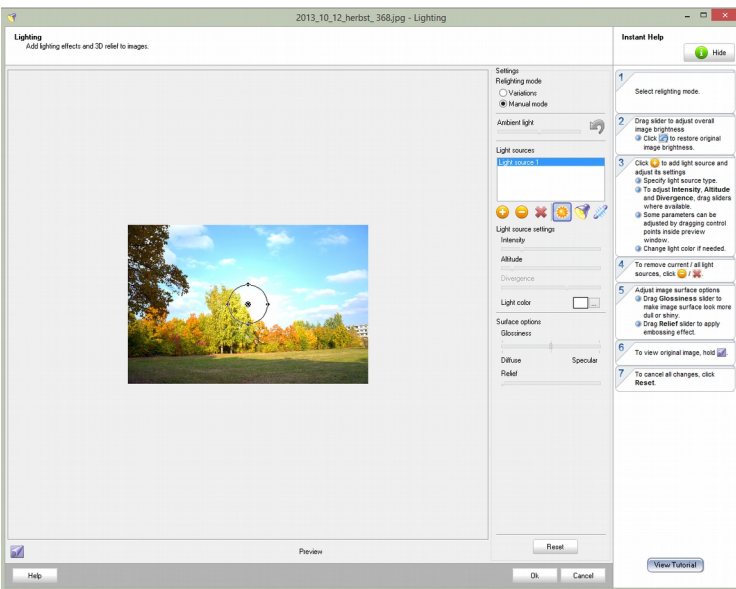 2013_10_12_herbst_ 368.jpg - Lighting
Lighting
Add lighting effects and 3D relief to images.
Settings
Relighting mode
Variations
Manual mode
Ambient light
Light sources
Light source 1
Light source settings
Intensity
Altitude
Divergence
Light color
...
Surface options
Glossiness
Diffuse Specular
Relief
Reset
Preview
Help
Ok Cancel
Instant Help
Hide
1
Select relighting mode.
2
Drag slider to adjust overall
image brightness
Click to restore original
image brightness.
3
Click to add light source and
adjust its settings
Specify light source type.
To adjust Intensity, Altitude
and Divergence, drag sliders
where available.
Some parameters can be
adjusted by dragging control
points inside preview
window.
Change light color if needed.
4
To remove current / all light
sources, click / .
5
Adjust image surface options
Drag Glossiness slider to
make image surface look more
dull or shiny.
Drag Relief slider to apply
embossing effect.
6
To view original image, hold .
7
To cancel all changes, click
Reset.
View Tutorial